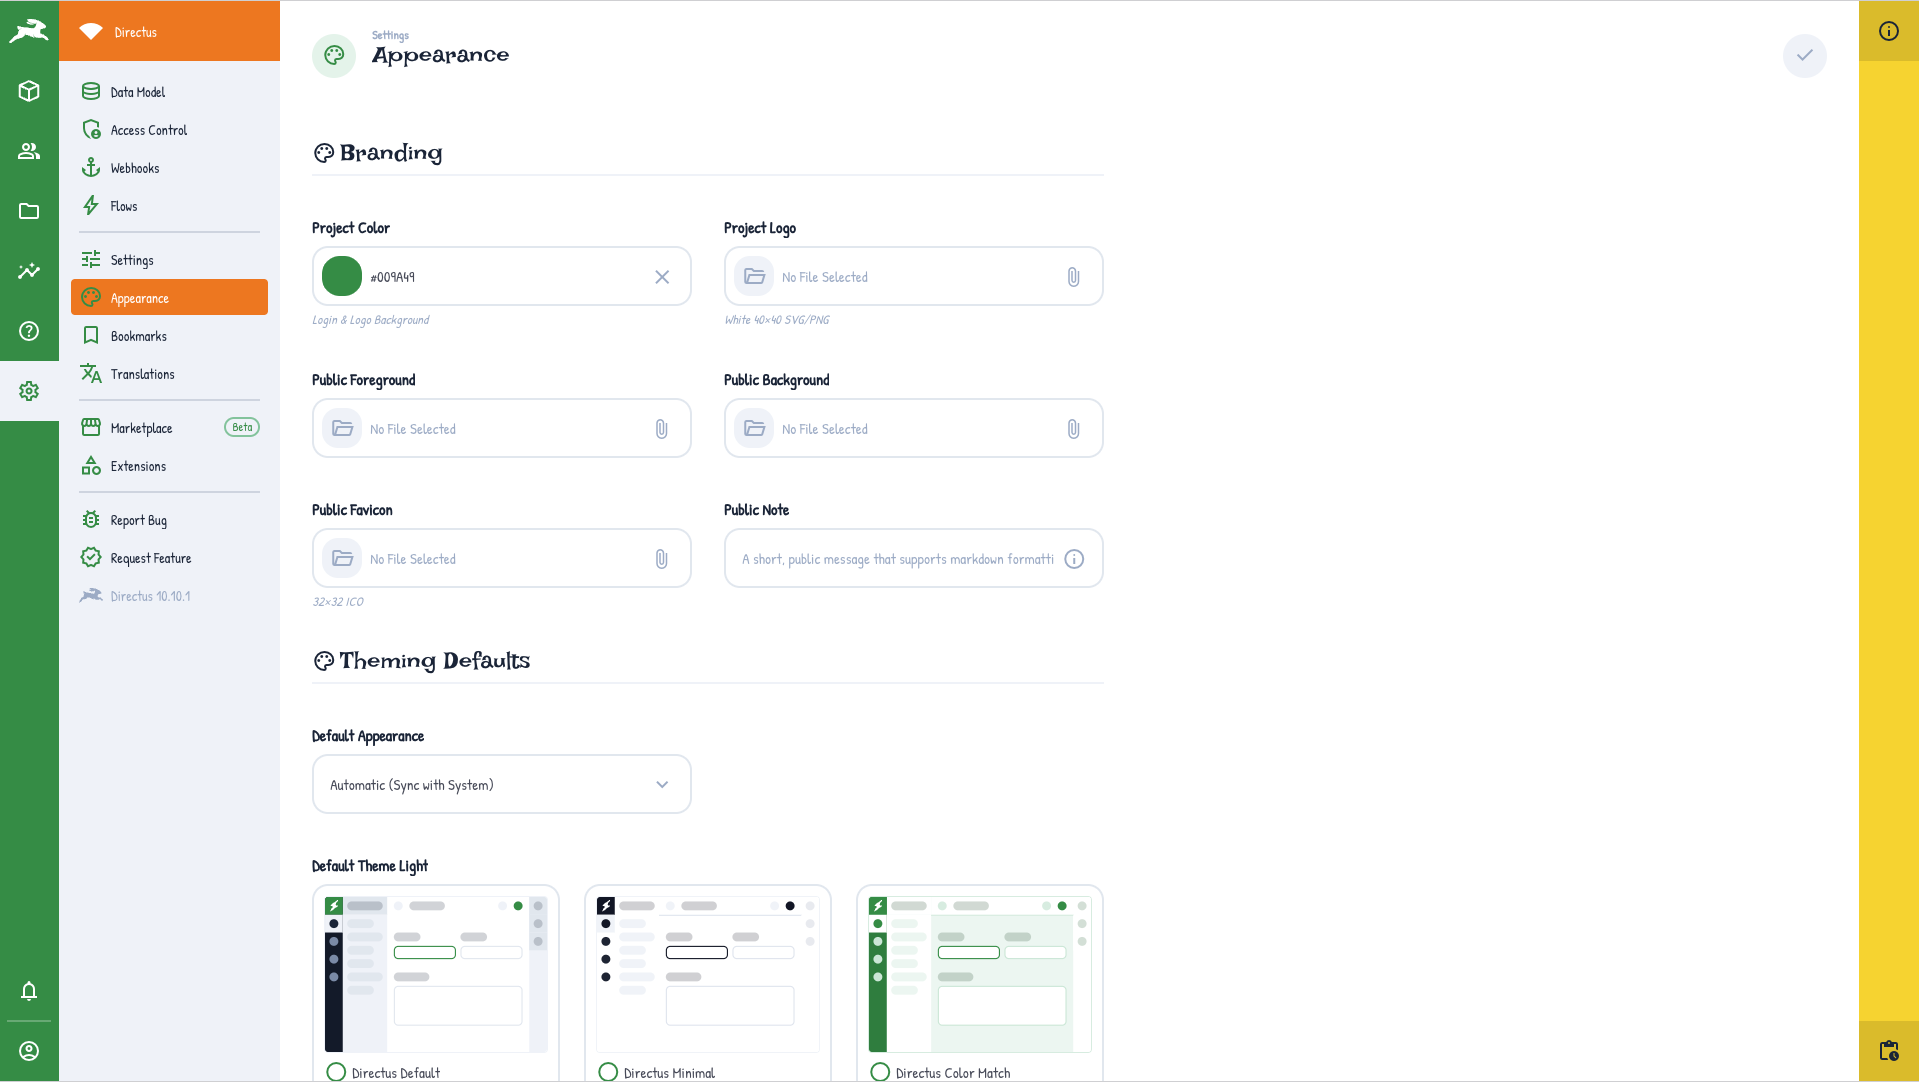 Directus
Data Model
Access Control
Webhooks
Flows
Settings
Appearance
Bookmarks
Translations
Marketplace
Beta
Extensions
Report Bug
Request Feature
Directus 10.10.1
Settings
Appearance
Branding
Project Color
#009A49
Login & Logo Background
Project Logo
No File Selected
White 40x40 SVG/PNG
Public Foreground
No File Selected
Public Background
No File Selected
Public Favicon
No File Selected
32x32 ICO
Public Note
A short, public message that supports markdown formatti
Theming Defaults
Default Appearance
Automatic (Sync with System)
Default Theme Light
Directus Default
Directus Minimal
Directus Color Match